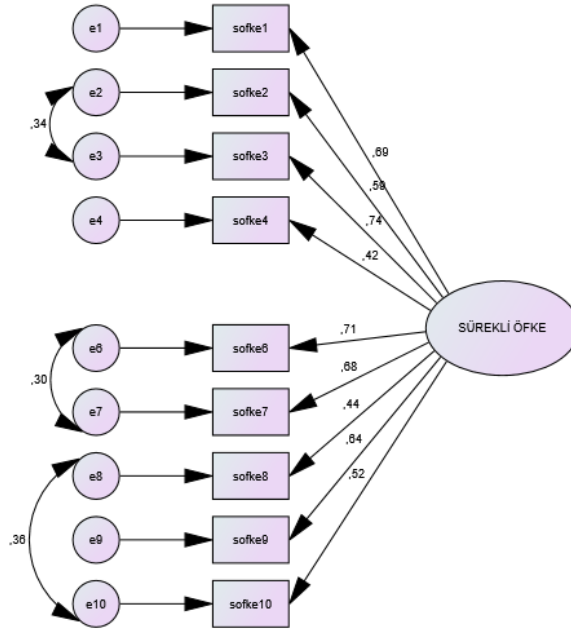 e1
sofke1
e2
sofke2
,34
e3
sofke3
e4
sofke4
,69
,59
,74
,42
SÜREKLİ ÖFKE
e6
sofke6
,30
e7
sofke7
e8
sofke8
,36
e9
sofke9
e10
sofke10
,71
,68
,44
,64
,52